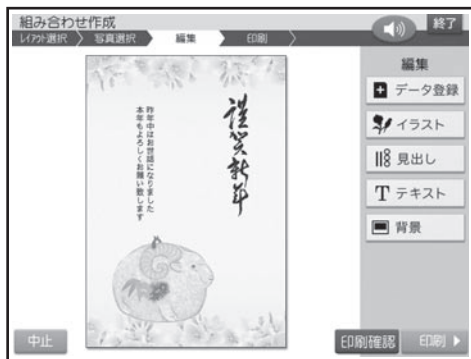 組み合わせ作成
終了
ﾚｲｱｳﾄ選択
写真選択
編集
印刷
編集
データ登録
イラスト
見出し
T テキスト
背景
謹賀新年
昨年中はお世話になりました
本年もよろしくお願い致します
中止
印刷確認
印刷